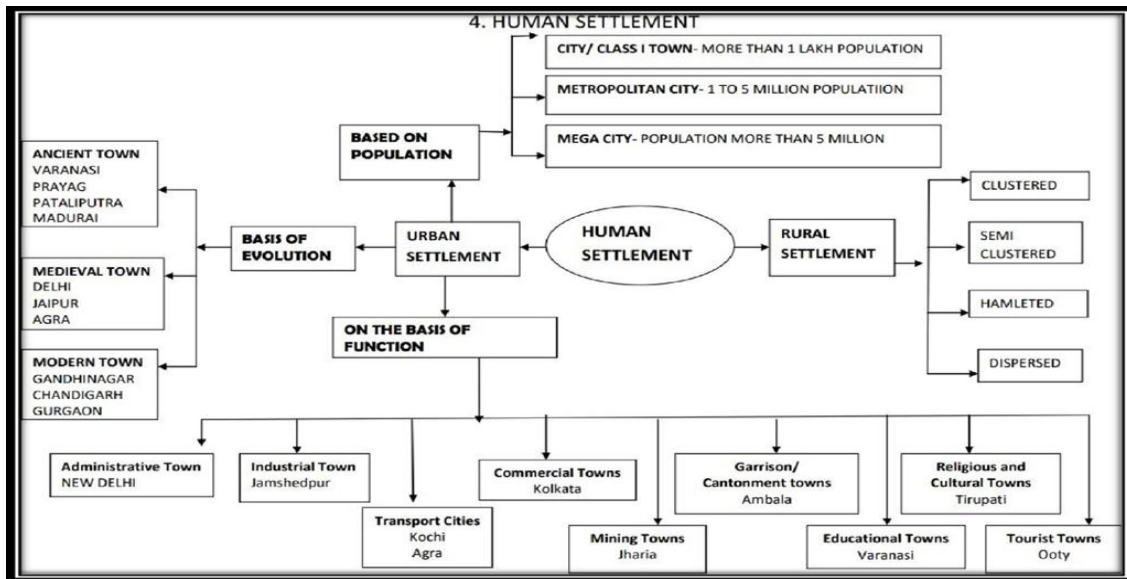 4. HUMAN SETTLEMENT
CITY/ CLASS I TOWN- MORE THAN 1 LAKH POPULATION
METROPOLITAN CITY- 1 TO 5 MILLION POPULATIION
MEGA CITY- POPULATION MORE THAN 5 MILLION
BASED ON
POPULATION
ANCIENT TOWN
VARANASI
PRAYAG
PATALIPUTRA
MADURAI
MEDIEVAL TOWN
DELHI
JAIPUR
AGRA
MODERN TOWN
GANDHINAGAR
CHANDIGARH
GURGAON
BASIS OF
EVOLUTION
URBAN
SETTLEMENT
HUMAN
SETTLEMENT
RURAL
SETTLEMENT
CLUSTERED
SEMI
CLUSTERED
HAMLETED
DISPERSED
ON THE BASIS OF
FUNCTION
Administrative Town
NEW DELHI
Industrial Town
Jamshedpur
Transport Cities
Kochi
Agra
Commercial Towns
Kolkata
Mining Towns
Jharia
Garrison/
Cantonment towns
Ambala
Educational Towns
Varanasi
Religious and
Cultural Towns
Tirupati
Tourist Towns
Ooty